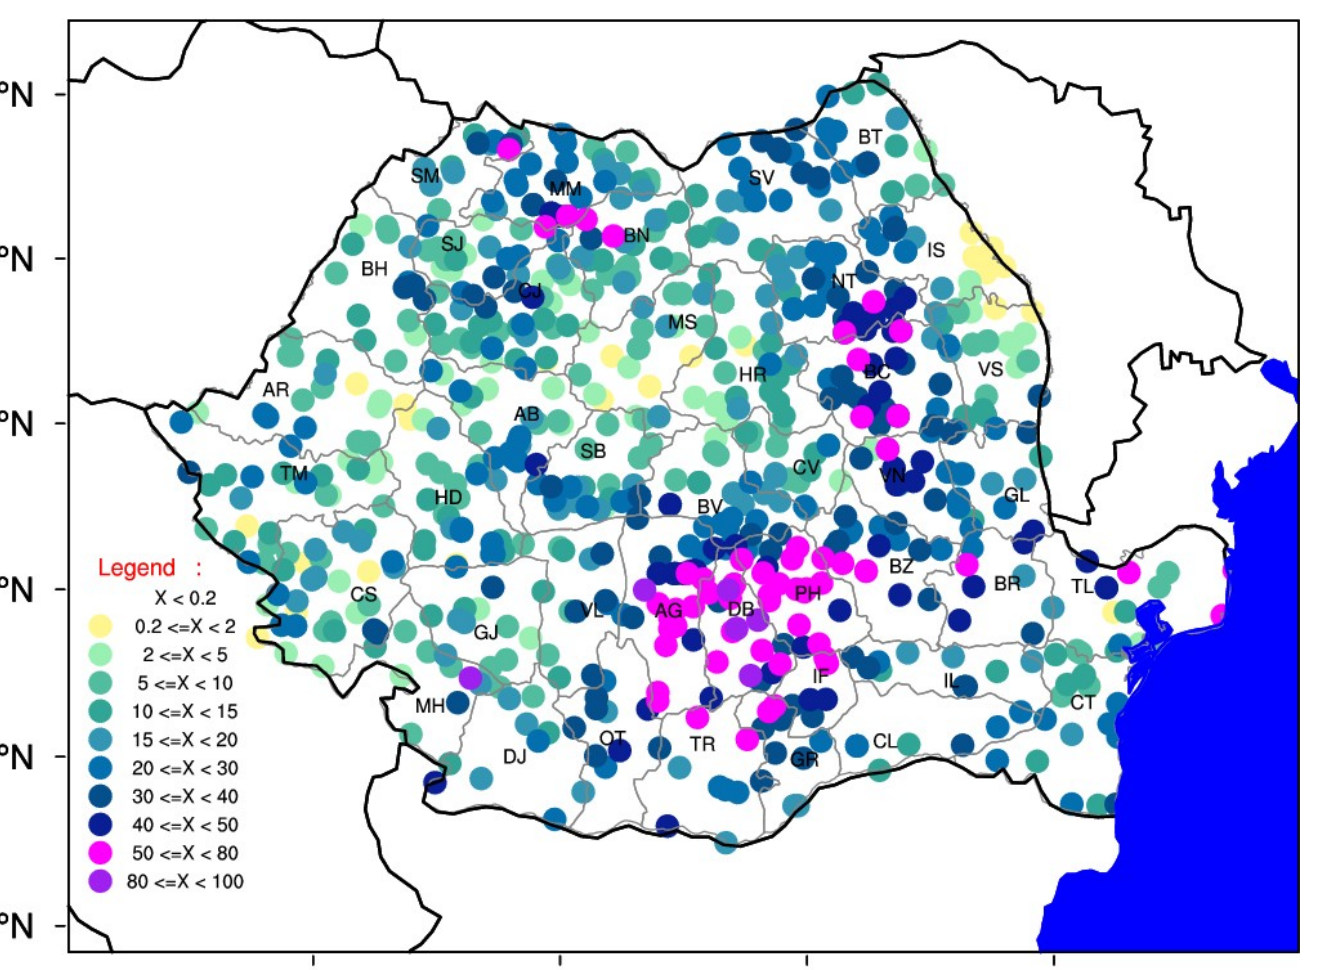 °N
BT
SM
MM
SV
SJ
BN
IS
°N
BH
CJ
NT
MS
HR
BC
VS
AR
AB
°N
SB
TM
CV
VN
HD
BV
GL
Legend :
BZ
°N
X < 0.2
CS
PH
BR
TL
0.2 <=X < 2
VL
AG
DB
GJ
2 <=X < 5
5 <=X < 10
IF
IL
MH
CT
10 <=X < 15
15 <=X < 20
OT
TR
CL
DJ
GR
°N
20 <=X < 30
30 <=X < 40
40 <=X < 50
50 <=X < 80
80 <=X < 100
°N